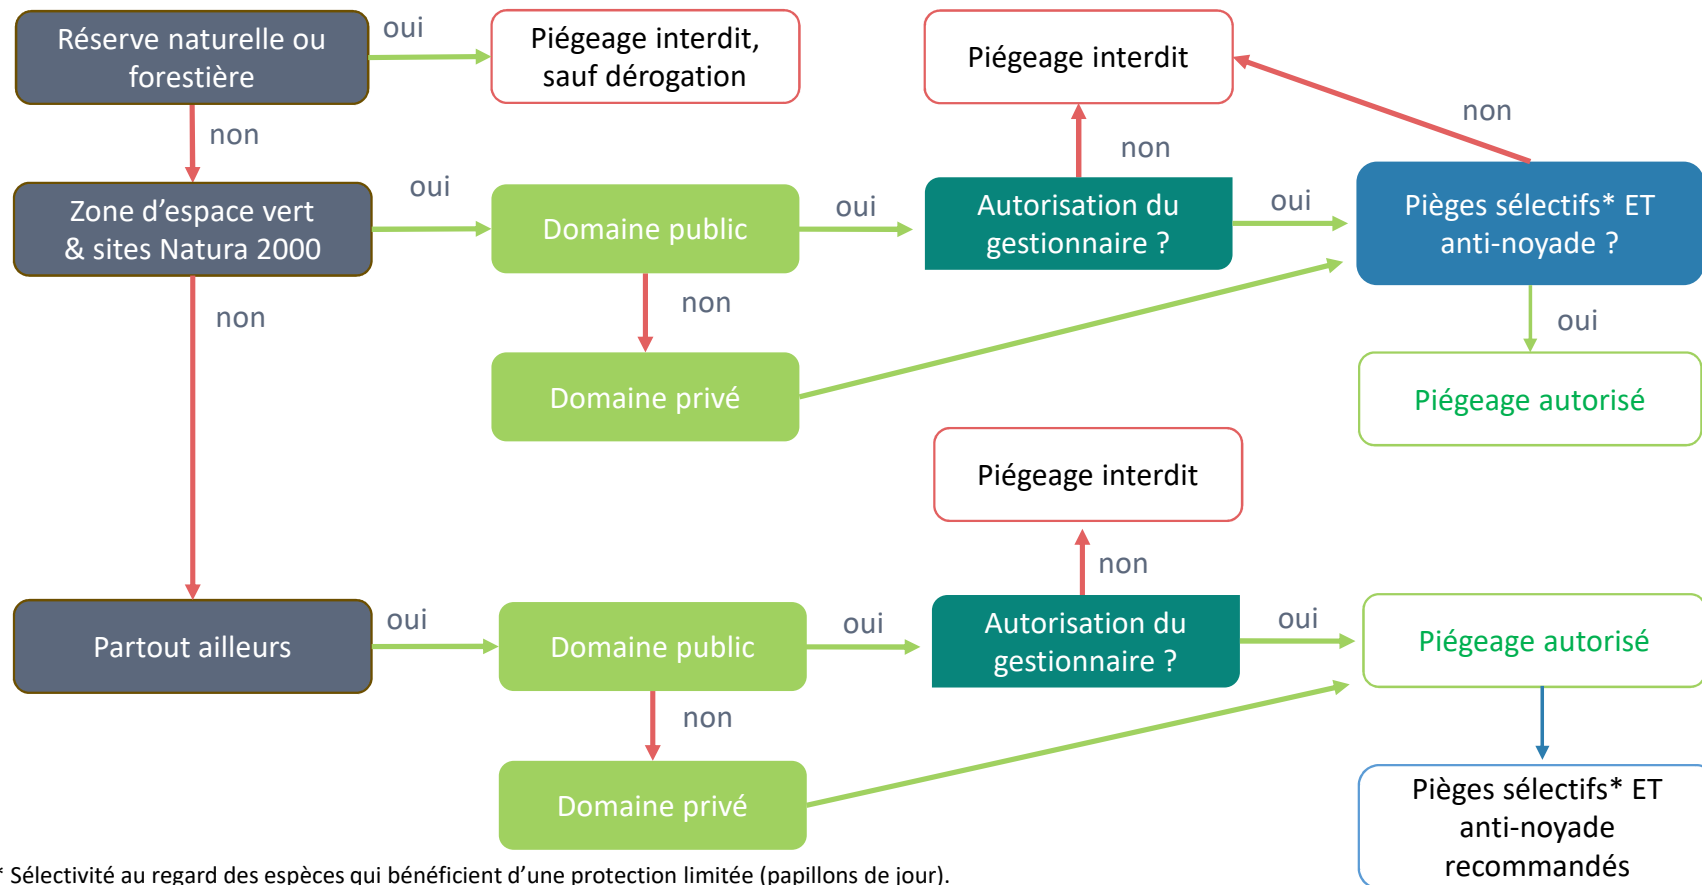 Réserve naturelle ou
forestière
oui
Piégeage interdit,
sauf dérogation
Piégeage interdit
non
non
non
Zone d’espace vert
& sites Natura 2000
oui
Domaine public
oui
Autorisation du
gestionnaire ?
oui
Pièges sélectifs* ET
anti-noyade ?
non
non
oui
Domaine privé
Piégeage autorisé
Piégeage interdit
non
Partout ailleurs
oui
Domaine public
oui
Autorisation du
gestionnaire ?
oui
Piégeage autorisé
non
Domaine privé
Pièges sélectifs* ET
anti-noyade
recommandés
* Sélectivité au regard des espèces qui bénéficient d’une protection limitée (papillons de jour).